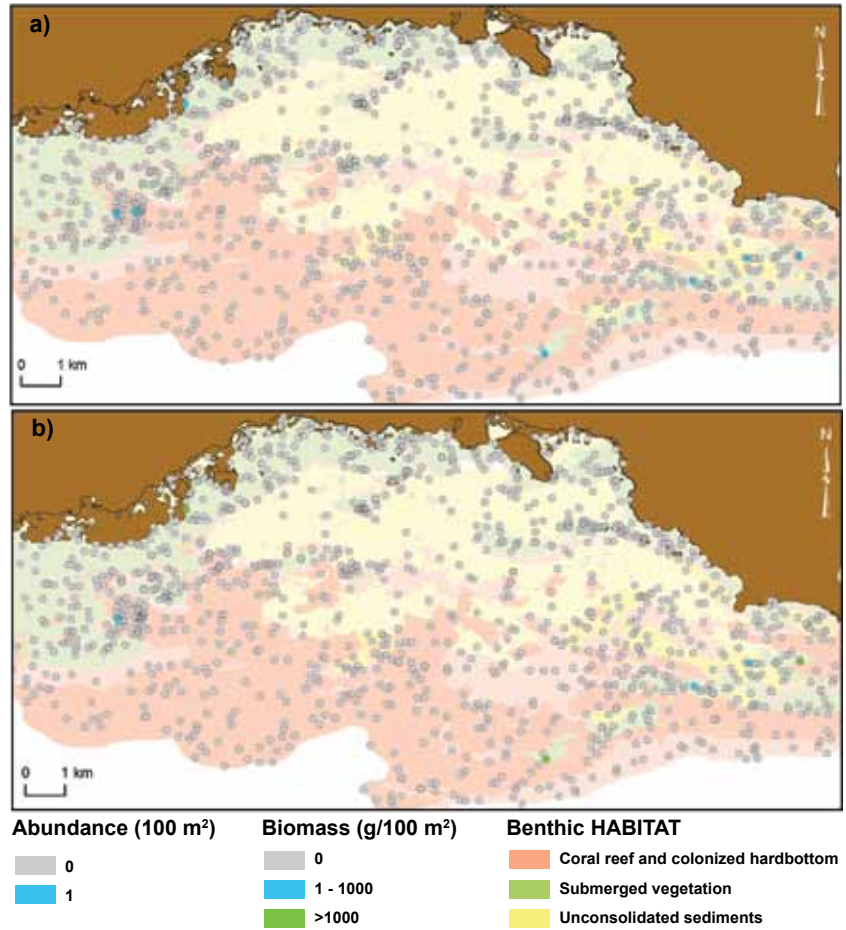 a)
N
0 1 km
b)
N
0 1 km
Abundance (100 m²)
0
1
Biomass (g/100 m²)
0
1 - 1000
>1000
Benthic HABITAT
Coral reef and colonized hardbottom
Submerged vegetation
Unconsolidated sediments